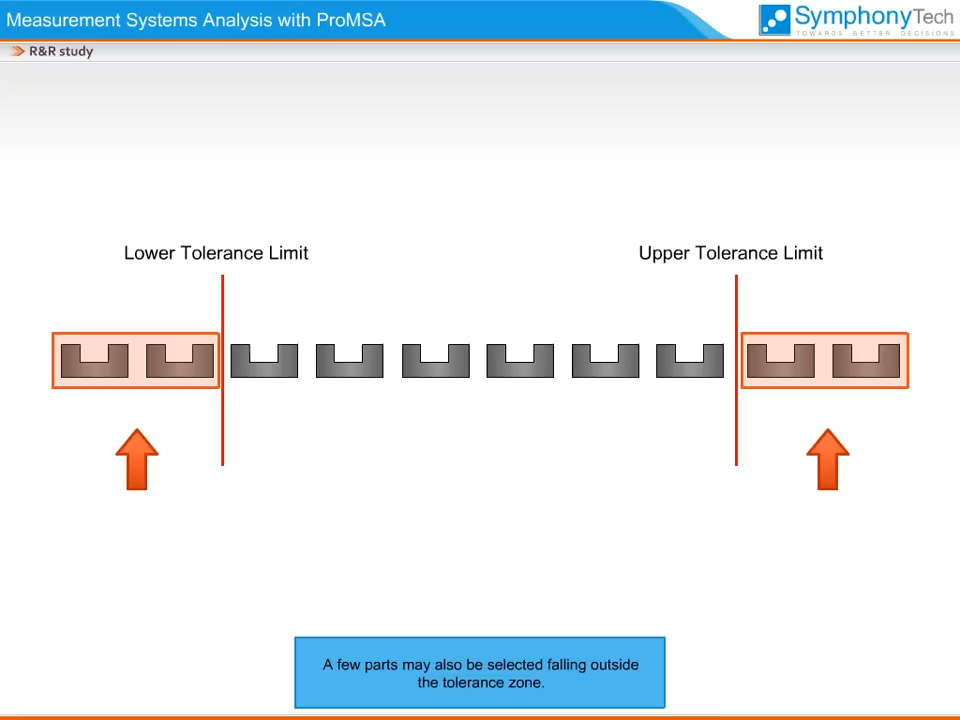 Measurement Systems Analysis with ProMSA
SymphonyTech
TOWARDS BETTER DECISIONS
R&R study
Lower Tolerance Limit
Upper Tolerance Limit
A few parts may also be selected falling outside
the tolerance zone.